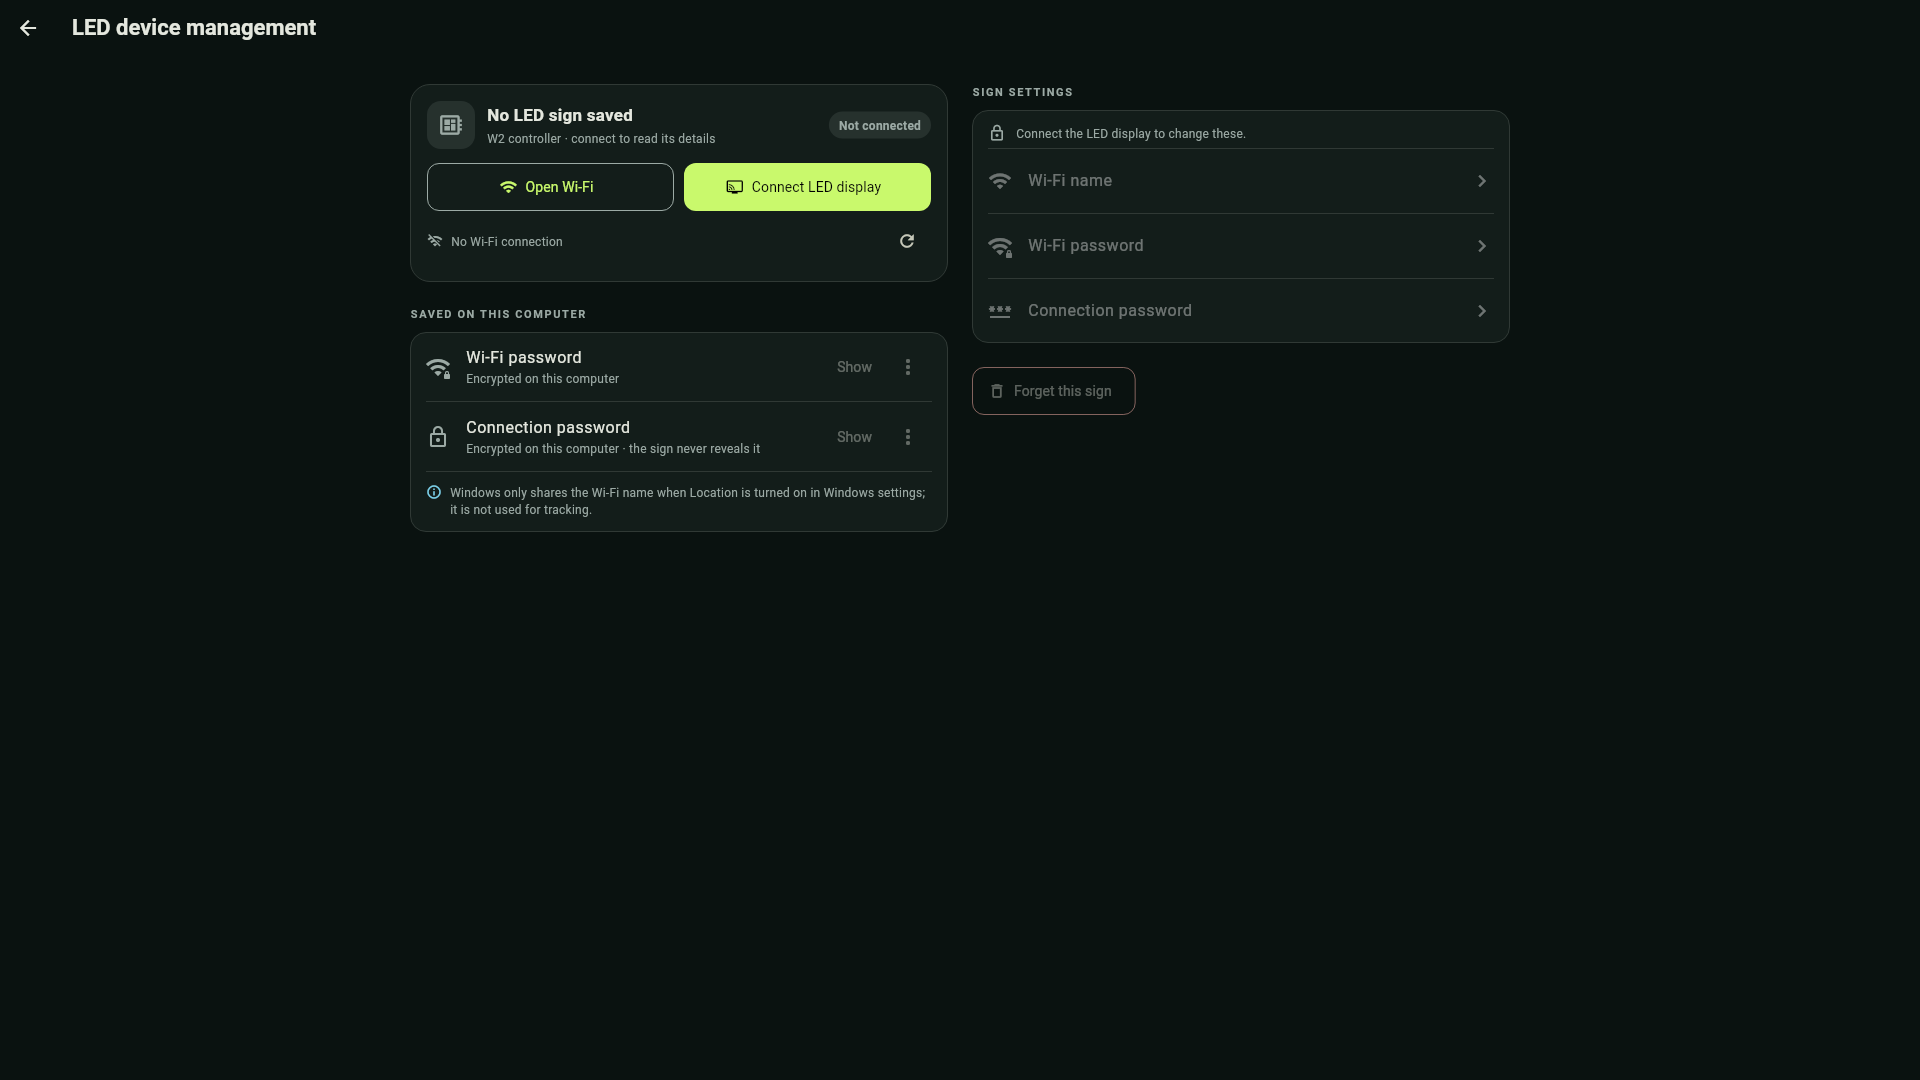 LED device management
No LED sign saved
W2 controller · connect to read its details
Not connected
Open Wi-Fi
Connect LED display
No Wi-Fi connection
SAVED ON THIS COMPUTER
Wi-Fi password
Encrypted on this computer
Show
Connection password
Encrypted on this computer · the sign never reveals it
Show
Windows only shares the Wi-Fi name when Location is turned on in Windows settings;
it is not used for tracking.
SIGN SETTINGS
Connect the LED display to change these.
Wi-Fi name
Wi-Fi password
Connection password
Forget this sign